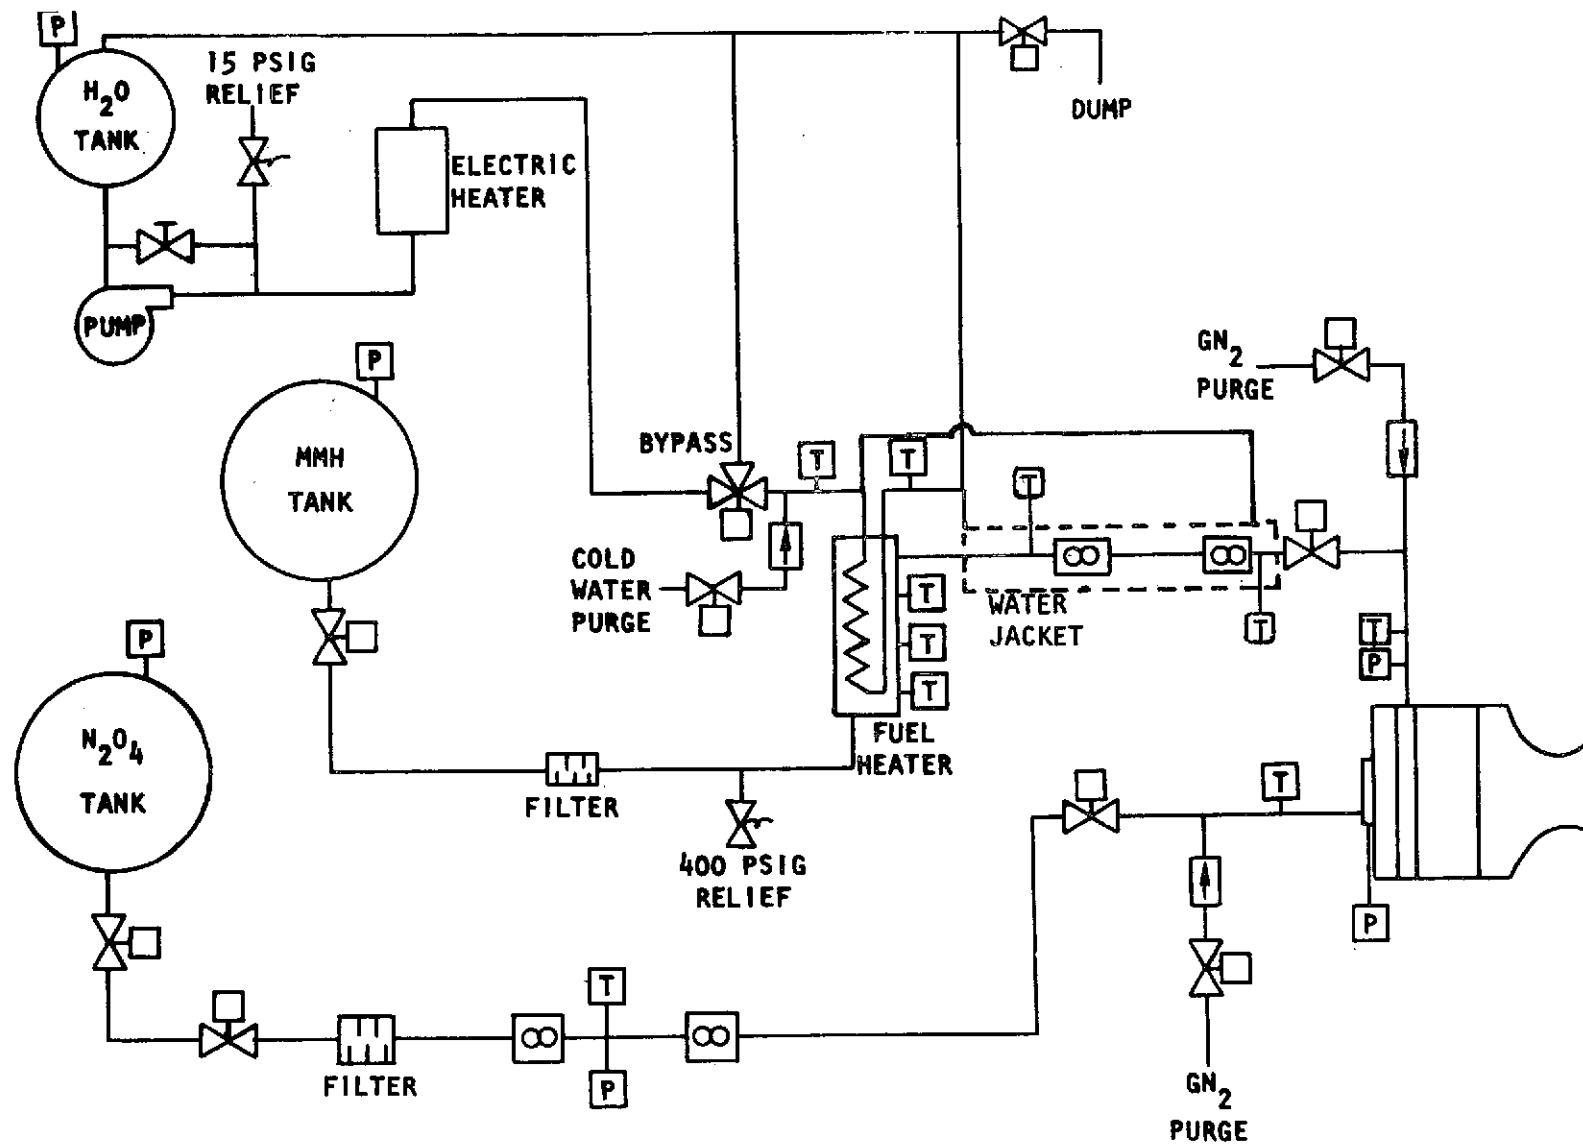 P
H2O
TANK
15 PSIG
RELIEF
ELECTRIC
HEATER
DUMP
PUMP
P
MMH
TANK
BYPASS
T
T
T
GN2
PURGE
COLD
WATER
PURGE
WATER
JACKET
T
T
T
T
T
P
P
N2O4
TANK
FUEL
HEATER
FILTER
400 PSIG
RELIEF
T
P
T
P
FILTER
GN2
PURGE